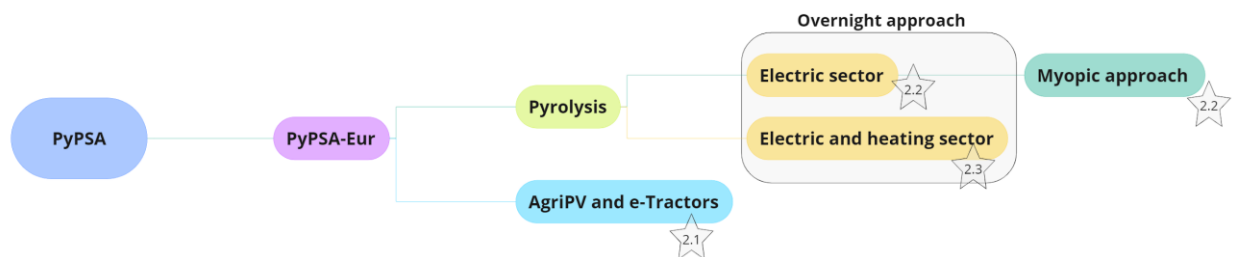 Overnight approach
Electric sector
2.2
Myopic approach
2.2
Pyrolysis
PyPSA
PyPSA-Eur
Electric and heating sector
2.3
AgriPV and e-Tractors
2.1